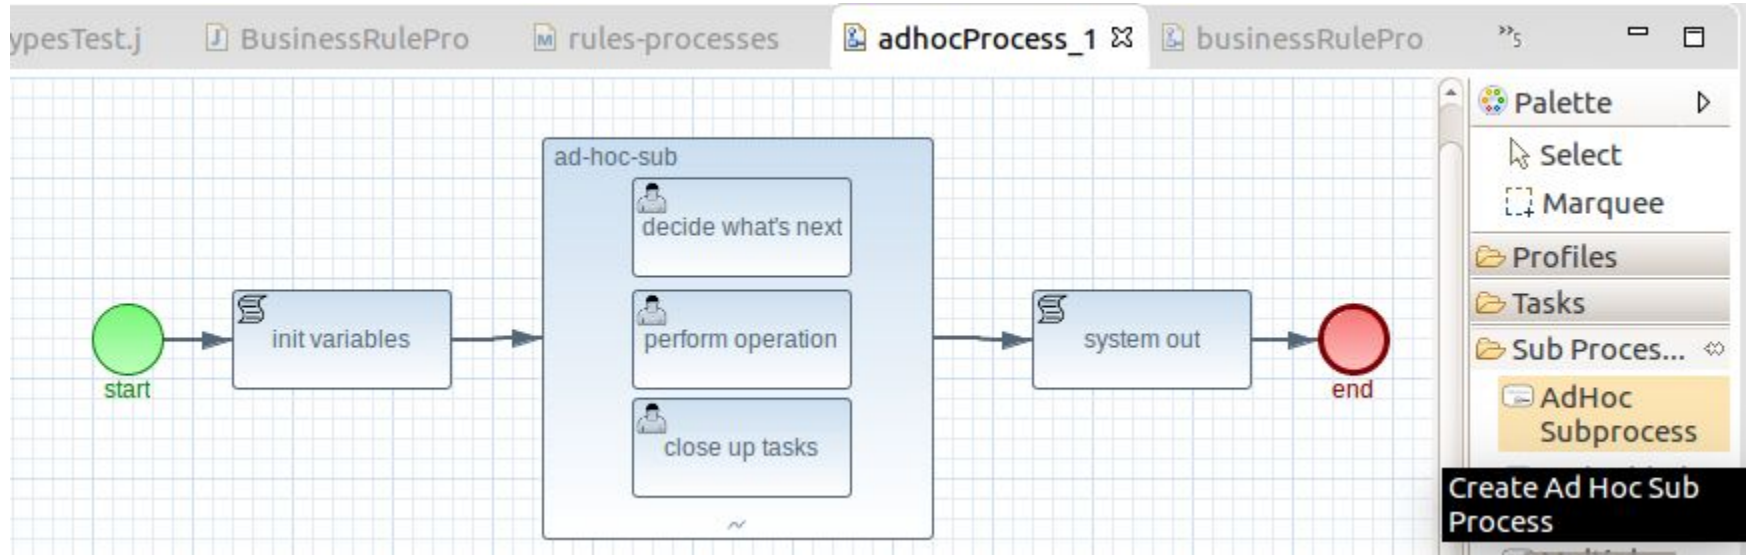 ypesTest.j
BusinessRulePro
rules-processes
adhocProcess_1
businessRulePro
»5
Palette
Select
Marquee
Profiles
Tasks
Sub Proces...
AdHoc
Subprocess
Create Ad Hoc Sub
Process
ad-hoc-sub
decide what's next
init variables
perform operation
system out
start
end
close up tasks